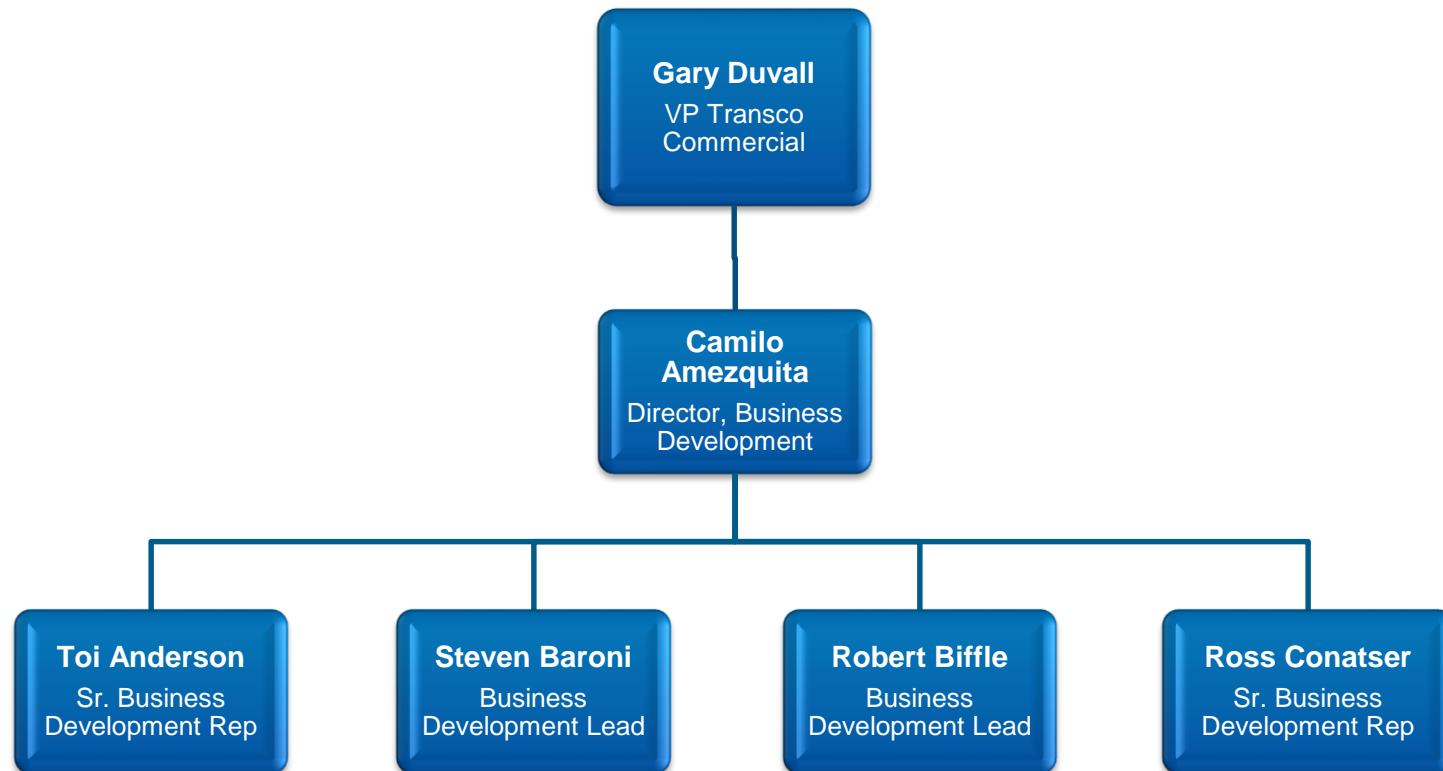 Gary Duvall
VP Transco
Commercial
Camilo
Amezquita
Director, Business
Development
Toi Anderson
Sr. Business
Development Rep
Steven Baroni
Business
Development Lead
Robert Biffle
Business
Development Lead
Ross Conatser
Sr. Business
Development Rep